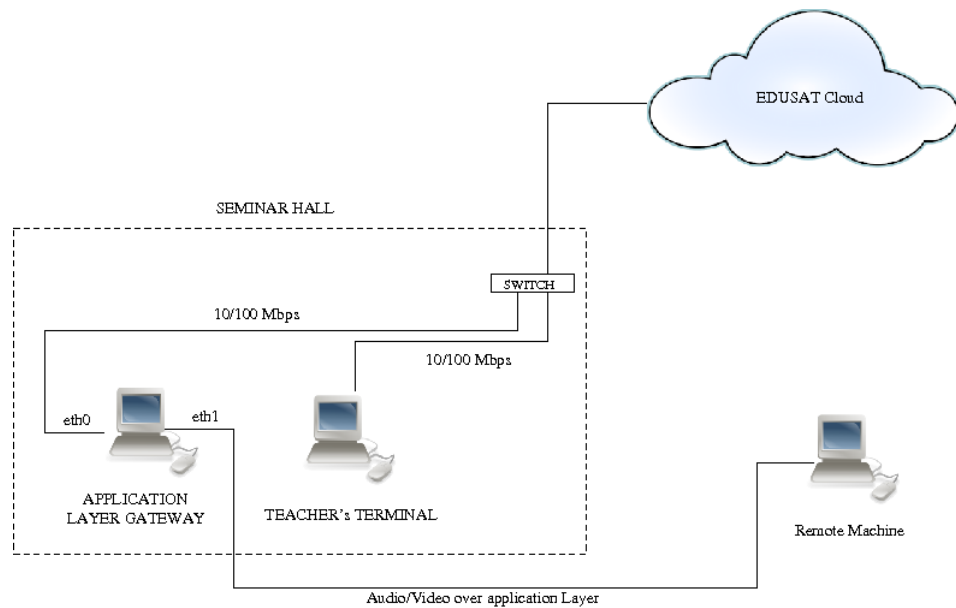 EDUSAT Cloud
SEMINAR HALL
SWITCH
10/100 Mbps
10/100 Mbps
eth0
eth1
APPLICATION
LAYER GATEWAY
TEACHER's TERMINAL
Remote Machine
Audio/Video over application Layer